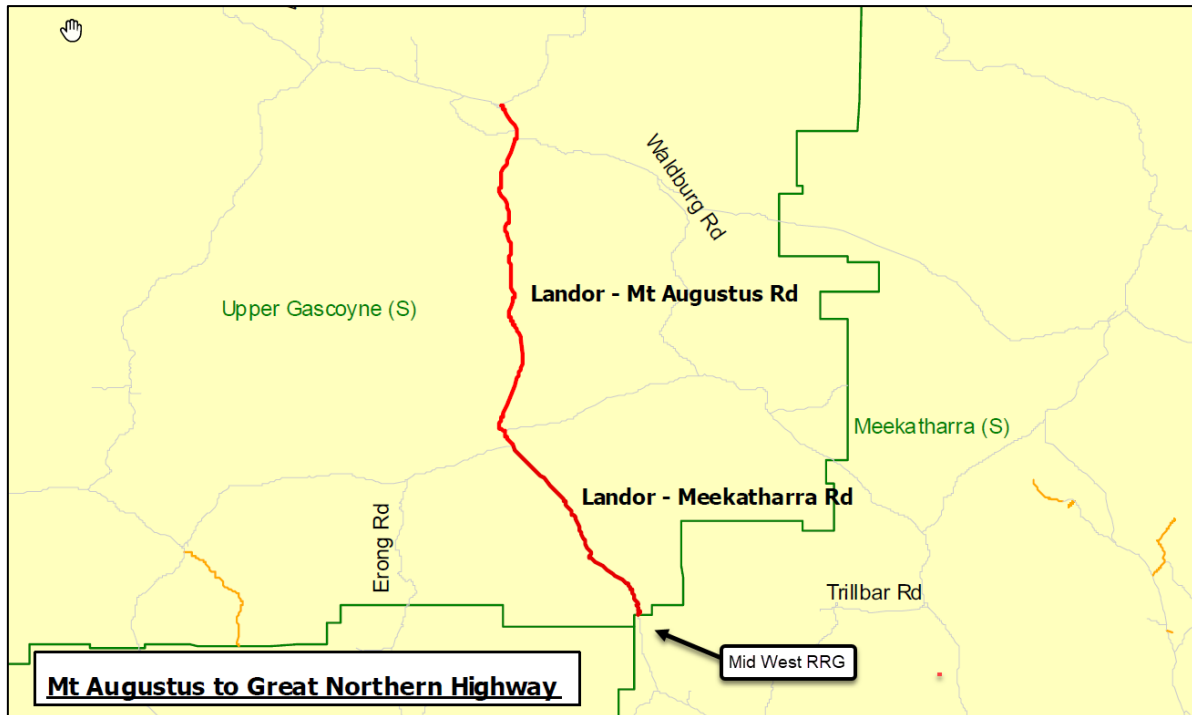 Waldburg Rd
Landor - Mt Augustus Rd
Upper Gascoyne (S)
Meekatharra (S)
Landor - Meekatharra Rd
Erong Rd
Trillbar Rd
Mid West RRG
Mt Augustus to Great Northern Highway